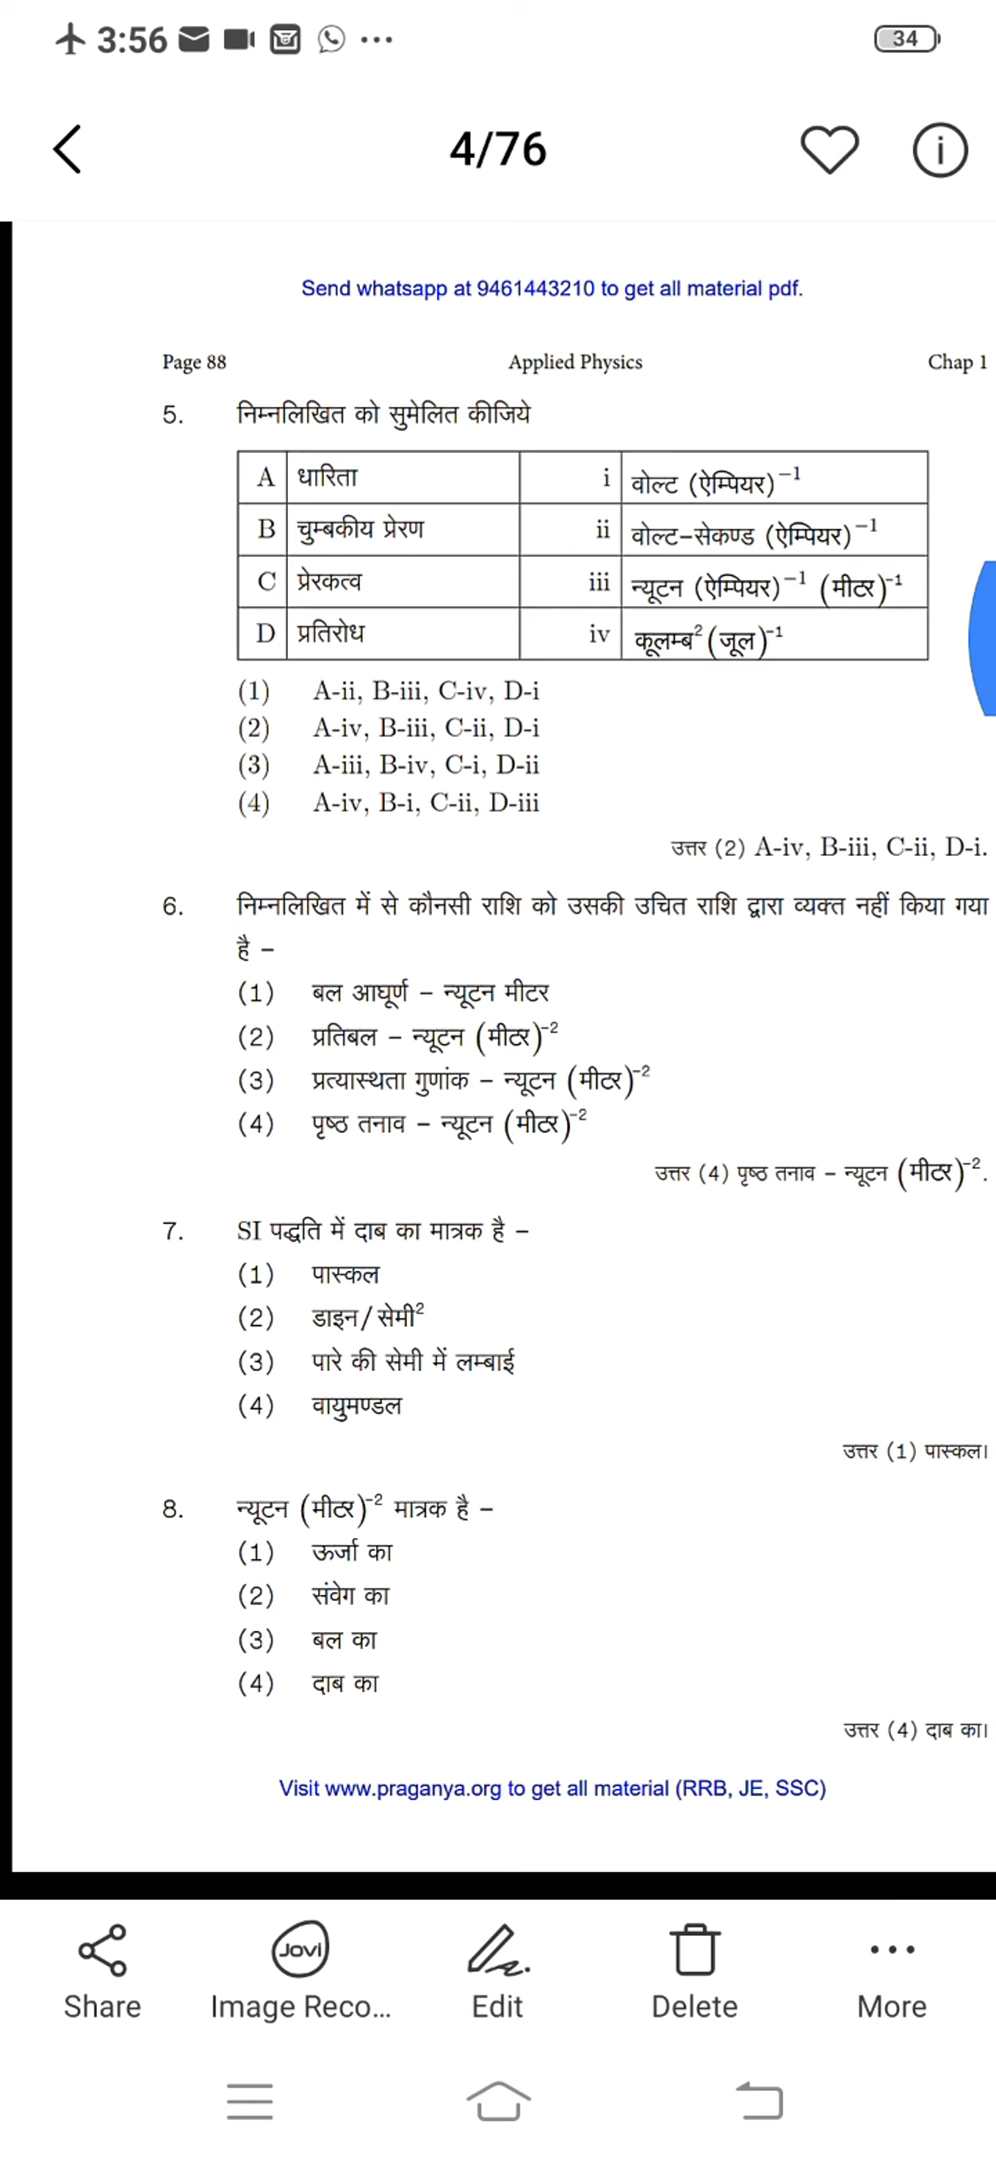 3:56 ... 34
4/76
Send whatsapp at 9461443210 to get all material pdf.
Page 88 Applied Physics Chap 1
5. निम्नलिखित को सुमेलित कीजिये
A धारिता i वोल्ट (ऐम्पियर)⁻¹
B चुम्बकीय प्रेरण ii वोल्ट-सेकण्ड (ऐम्पियर)⁻¹
C प्रेरकत्व iii न्यूटन (ऐम्पियर)⁻¹ (मीटर)⁻¹
D प्रतिरोध iv कूलम्ब² (जूल)⁻¹
(1) A-ii, B-iii, C-iv, D-i
(2) A-iv, B-iii, C-ii, D-i
(3) A-iii, B-iv, C-i, D-ii
(4) A-iv, B-i, C-ii, D-iii
उत्तर (2) A-iv, B-iii, C-ii, D-i.
6. निम्नलिखित में से कौनसी राशि को उसकी उचित राशि द्वारा व्यक्त नहीं किया गया
है –
(1) बल आघूर्ण – न्यूटन मीटर
(2) प्रतिबल – न्यूटन (मीटर)⁻²
(3) प्रत्यास्थता गुणांक – न्यूटन (मीटर)⁻²
(4) पृष्ठ तनाव – न्यूटन (मीटर)⁻²
उत्तर (4) पृष्ठ तनाव – न्यूटन (मीटर)⁻².
7. SI पद्धति में दाब का मात्रक है –
(1) पास्कल
(2) डाइन/सेमी²
(3) पारे की सेमी में लम्बाई
(4) वायुमण्डल
उत्तर (1) पास्कल।
8. न्यूटन (मीटर)⁻² मात्रक है –
(1) ऊर्जा का
(2) संवेग का
(3) बल का
(4) दाब का
उत्तर (4) दाब का।
Visit www.praganya.org to get all material (RRB, JE, SSC)
Jovi
Share Image Reco... Edit Delete More